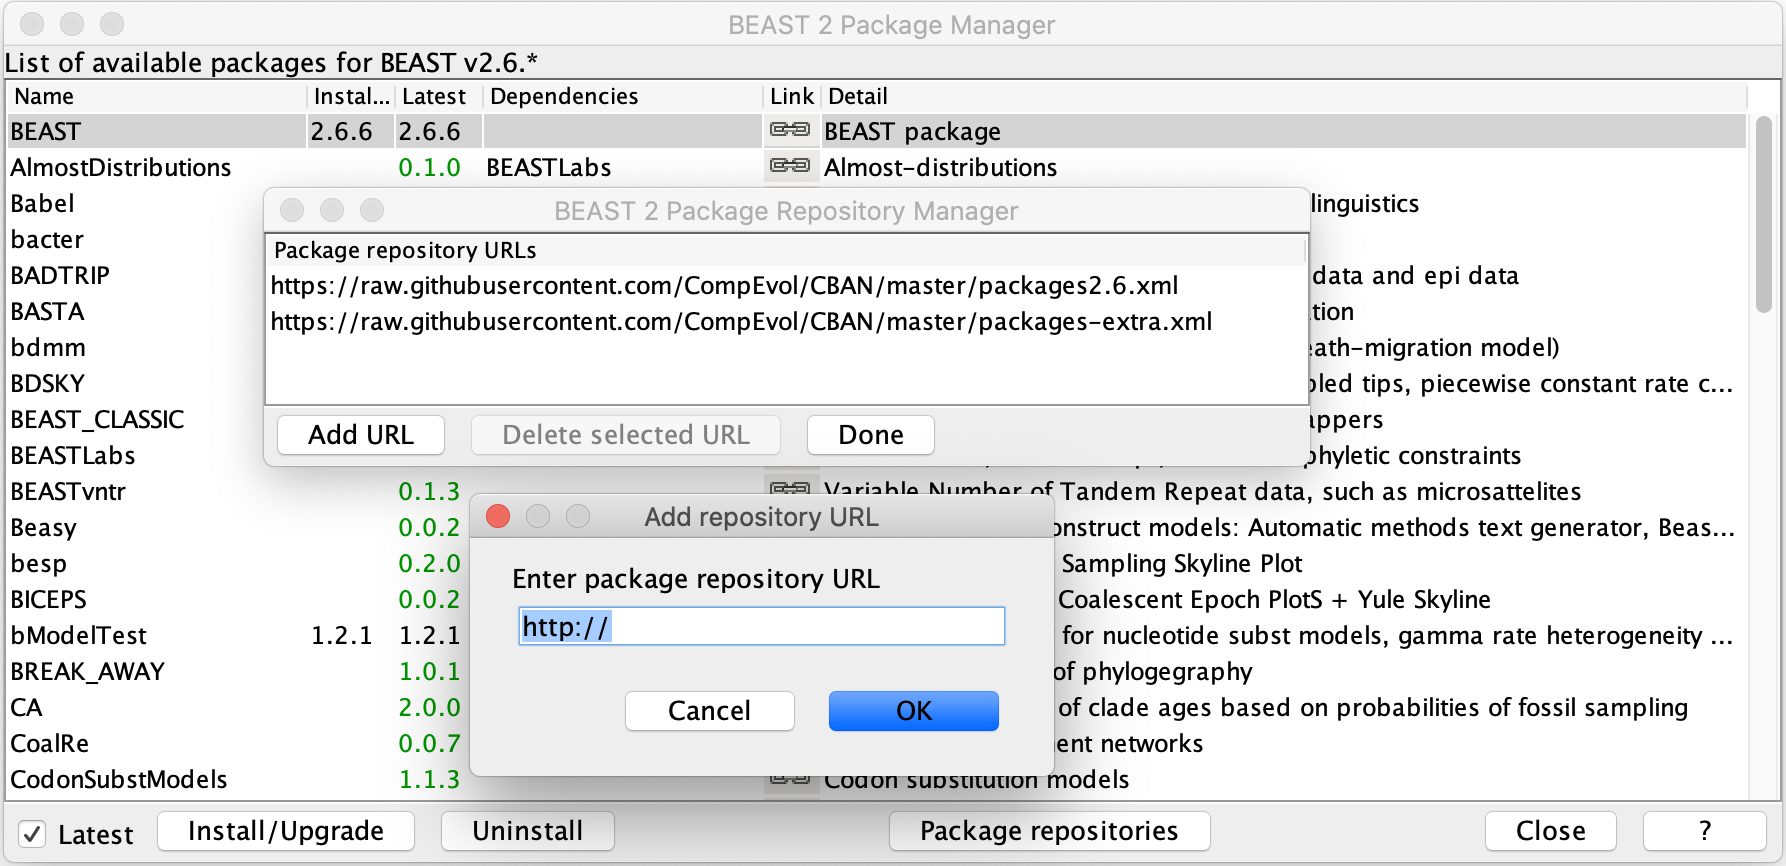 BEAST 2 Package Manager
List of available packages for BEAST v2.6.*
Name Instal... Latest Dependencies Link Detail
BEAST 2.6.6 2.6.6 BEAST package
AlmostDistributions 0.1.0 BEASTLabs Almost-distributions
Babel linguistics
bacter
BADTRIP data and epi data
BASTA
bdmm eath-migration model)
BDSKY tips, piecewise constant rate c...
BEAST_CLASSIC
BEASTLabs phyletic constraints
BEASTvntr 0.1.3 Variable Number of Tandem Repeat data, such as microsattelites
Beasy 0.0.2 onstruct models: Automatic methods text generator, Beas...
besp 0.2.0 Sampling Skyline Plot
BICEPS 0.0.2 Coalescent Epoch PlotS + Yule Skyline
bModelTest 1.2.1 1.2.1 for nucleotide subst models, gamma rate heterogeneity ...
BREAK_AWAY 1.0.1 of phylogegraphy
CA 2.0.0 of clade ages based on probabilities of fossil sampling
CoalRe 0.0.7 ent networks
CodonSubstModels 1.1.3 Codon substitution models
BEAST 2 Package Repository Manager
Package repository URLs
https://raw.githubusercontent.com/CompEvol/CBAN/master/packages2.6.xml
https://raw.githubusercontent.com/CompEvol/CBAN/master/packages-extra.xml
Add URL Delete selected URL Done
Add repository URL
Enter package repository URL
http://
Cancel OK
Latest Install/Upgrade Uninstall Package repositories Close ?